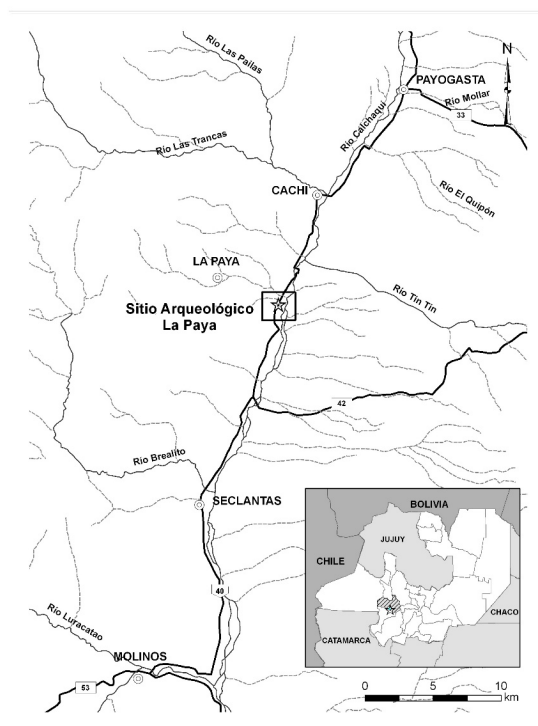 Río Las Pailas
N
PAYOGASTA
Río Mollar
33
Río Calchaquí
Río Las Trancas
CACHI
Río El Quipón
LA PAYA
Sitio Arqueológico
La Paya
Río Tin Tin
42
Río Brealito
SECLANTAS
BOLIVIA
JUJUY
CHILE
CHACO
CATAMARCA
40
Río Luracatao
MOLINOS
53
0 5 10
km